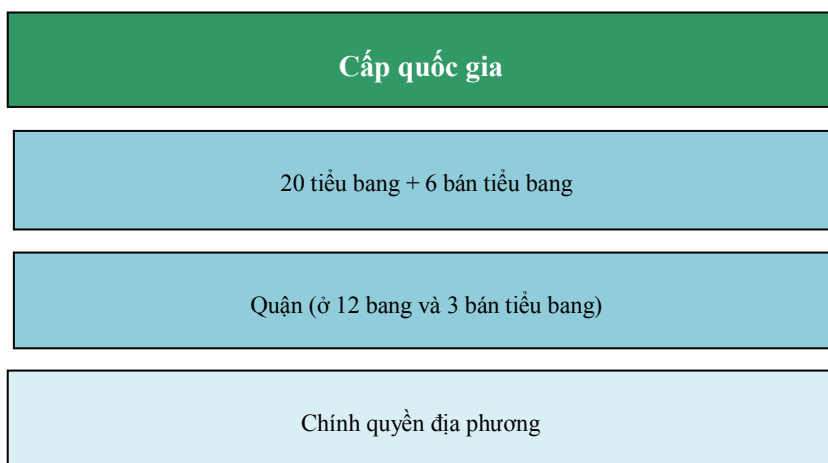 Cấp quốc gia
20 tiểu bang + 6 bán tiểu bang
Quận (ở 12 bang và 3 bán tiểu bang)
Chính quyền địa phương